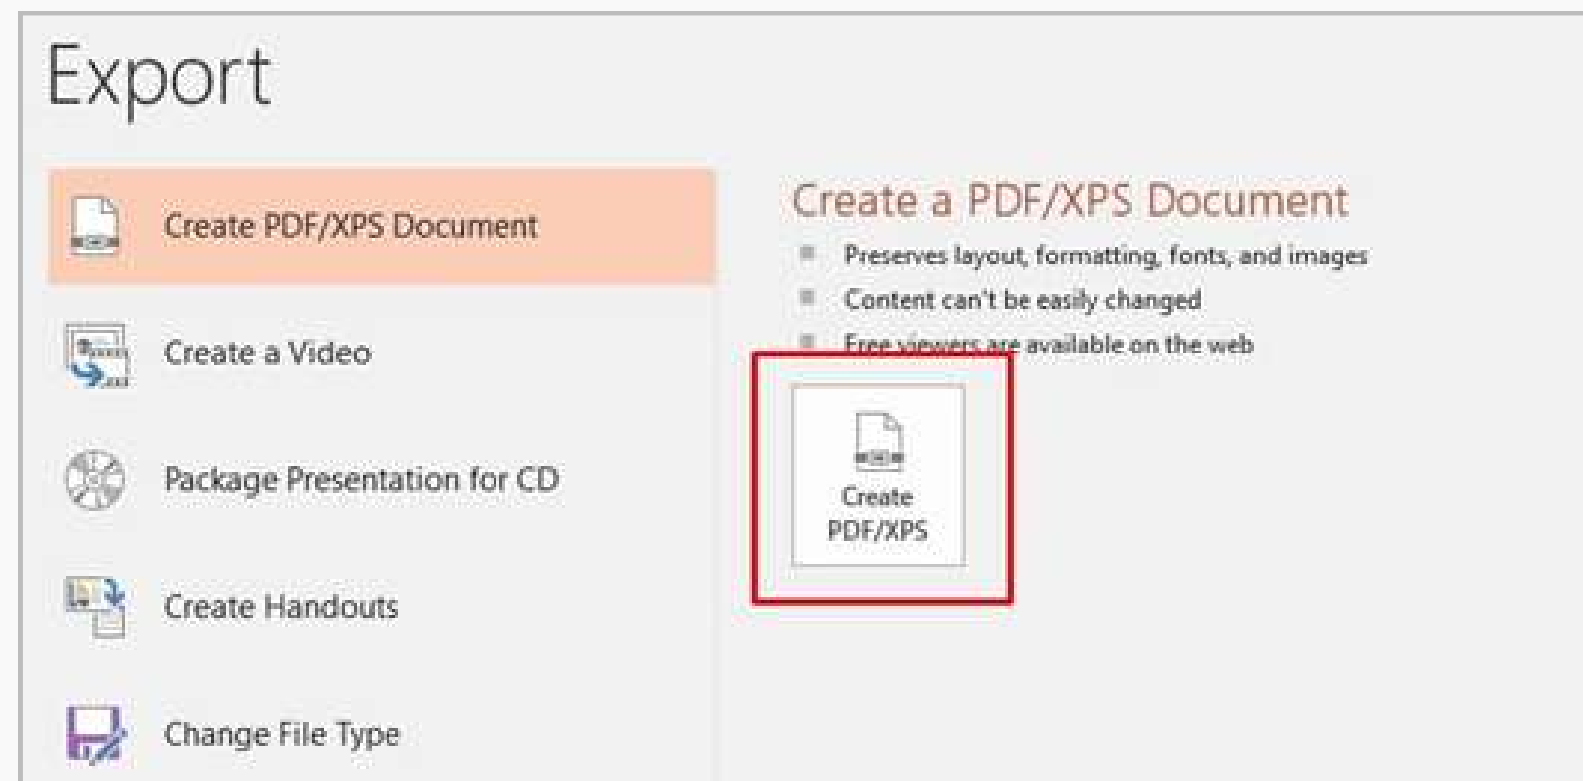 Export
Create PDF/XPS Document
Create a Video
Package Presentation for CD
Create Handouts
Change File Type
Create a PDF/XPS Document
Preserves layout, formatting, fonts, and images
Content can't be easily changed
Free viewers are available on the web
Create
PDF/XPS